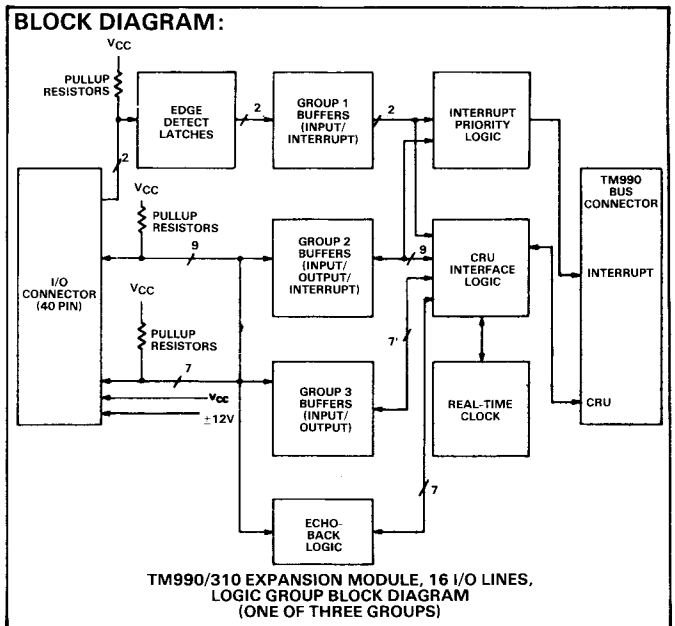 BLOCK DIAGRAM:
VCC
PULLUP
RESISTORS
2
EDGE
DETECT
LATCHES
2
GROUP 1
BUFFERS
(INPUT/
INTERRUPT)
2
INTERRUPT
PRIORITY
LOGIC
TM990
BUS
CONNECTOR
INTERRUPT
CRU
I/O
CONNECTOR
(40 PIN)
VCC
PULLUP
RESISTORS
9
GROUP 2
BUFFERS
(INPUT/
OUTPUT/
INTERRUPT)
9
CRU
INTERFACE
LOGIC
VCC
PULLUP
RESISTORS
7
VCC
±12V
GROUP 3
BUFFERS
(INPUT/
OUTPUT)
7'
REAL-TIME
CLOCK
ECHO-
BACK
LOGIC
7
TM990/310 EXPANSION MODULE, 16 I/O LINES,
LOGIC GROUP BLOCK DIAGRAM
(ONE OF THREE GROUPS)